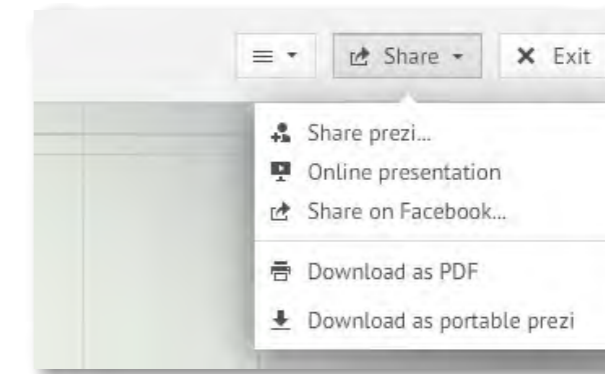 Share
Exit
Share prezi...
Online presentation
Share on Facebook...
Download as PDF
Download as portable prezi